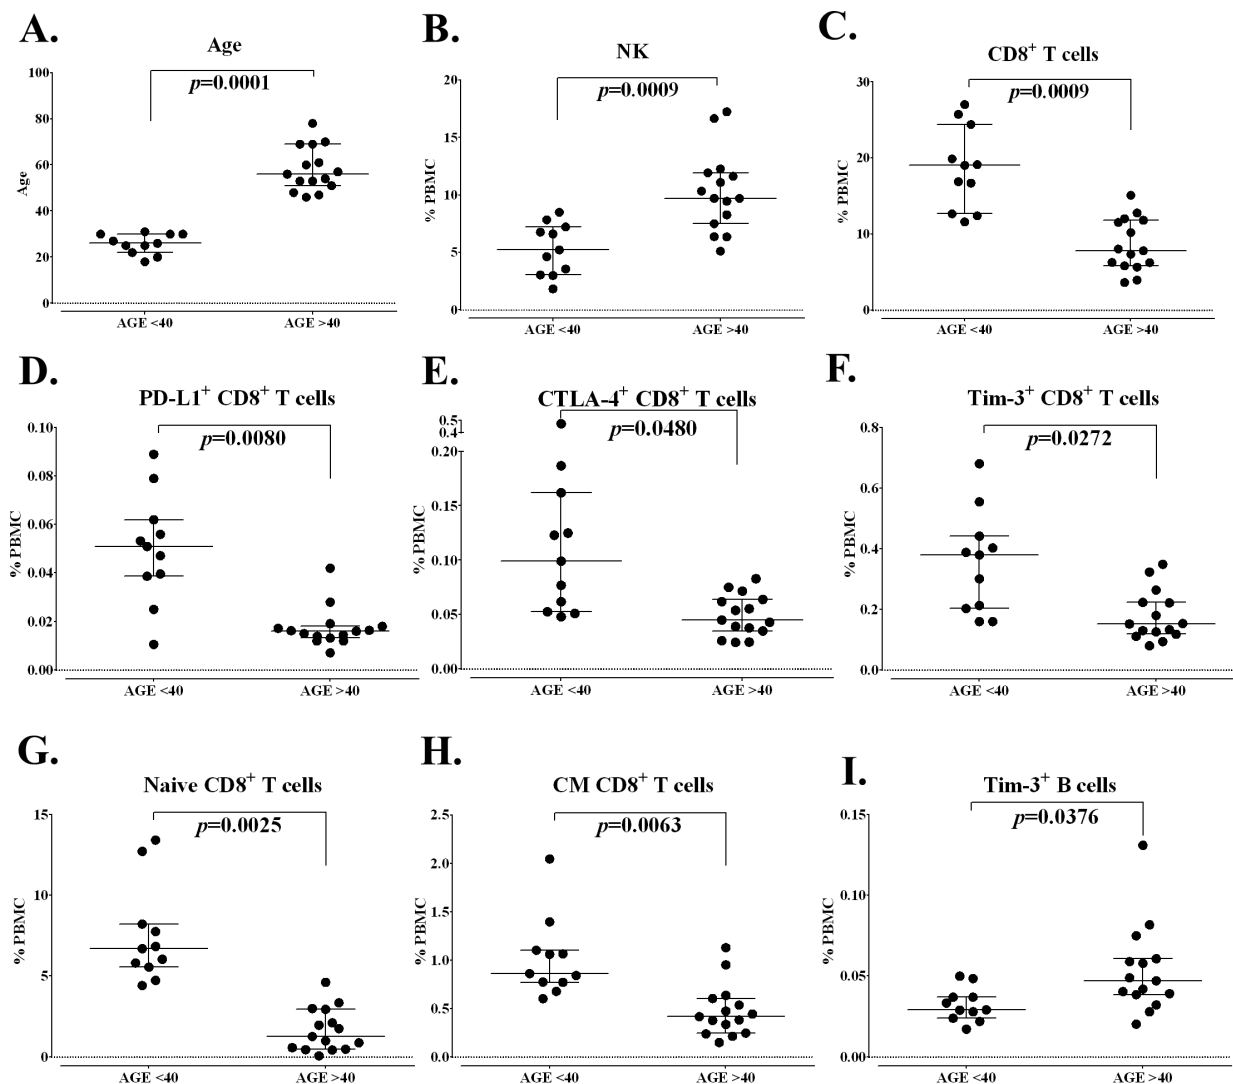 A.
Age
p=0.0001
Age
100
80
60
40
20
0
AGE <40
AGE >40
B.
NK
p=0.0009
% PBMC
20
15
10
5
0
AGE <40
AGE >40
C.
CD8+ T cells
p=0.0009
% PBMC
30
20
10
0
AGE <40
AGE >40
D.
PD-L1+ CD8+ T cells
p=0.0080
% PBMC
0.10
0.08
0.06
0.04
0.02
0.00
AGE <40
AGE >40
E.
CTLA-4+ CD8+ T cells
p=0.0480
% PBMC
0.5
0.4
0.20
0.15
0.10
0.05
0.00
AGE <40
AGE >40
F.
Tim-3+ CD8+ T cells
p=0.0272
% PBMC
0.8
0.6
0.4
0.2
0.0
AGE <40
AGE >40
G.
Naive CD8+ T cells
p=0.0025
% PBMC
15
10
5
0
AGE <40
AGE >40
H.
CM CD8+ T cells
p=0.0063
% PBMC
2.5
2.0
1.5
1.0
0.5
0.0
AGE <40
AGE >40
I.
Tim-3+ B cells
p=0.0376
% PBMC
0.15
0.10
0.05
0.00
AGE <40
AGE >40